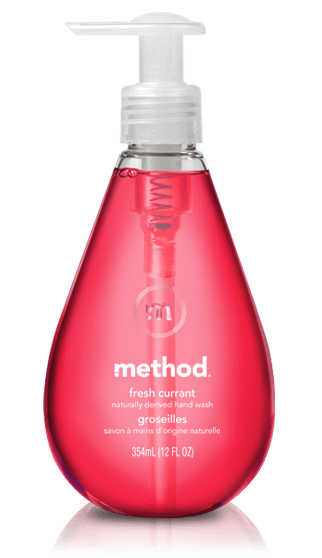 m
method®
fresh currant
naturally derived hand wash
groseilles
savon à mains d'origine naturelle
354mL (12 FL OZ)